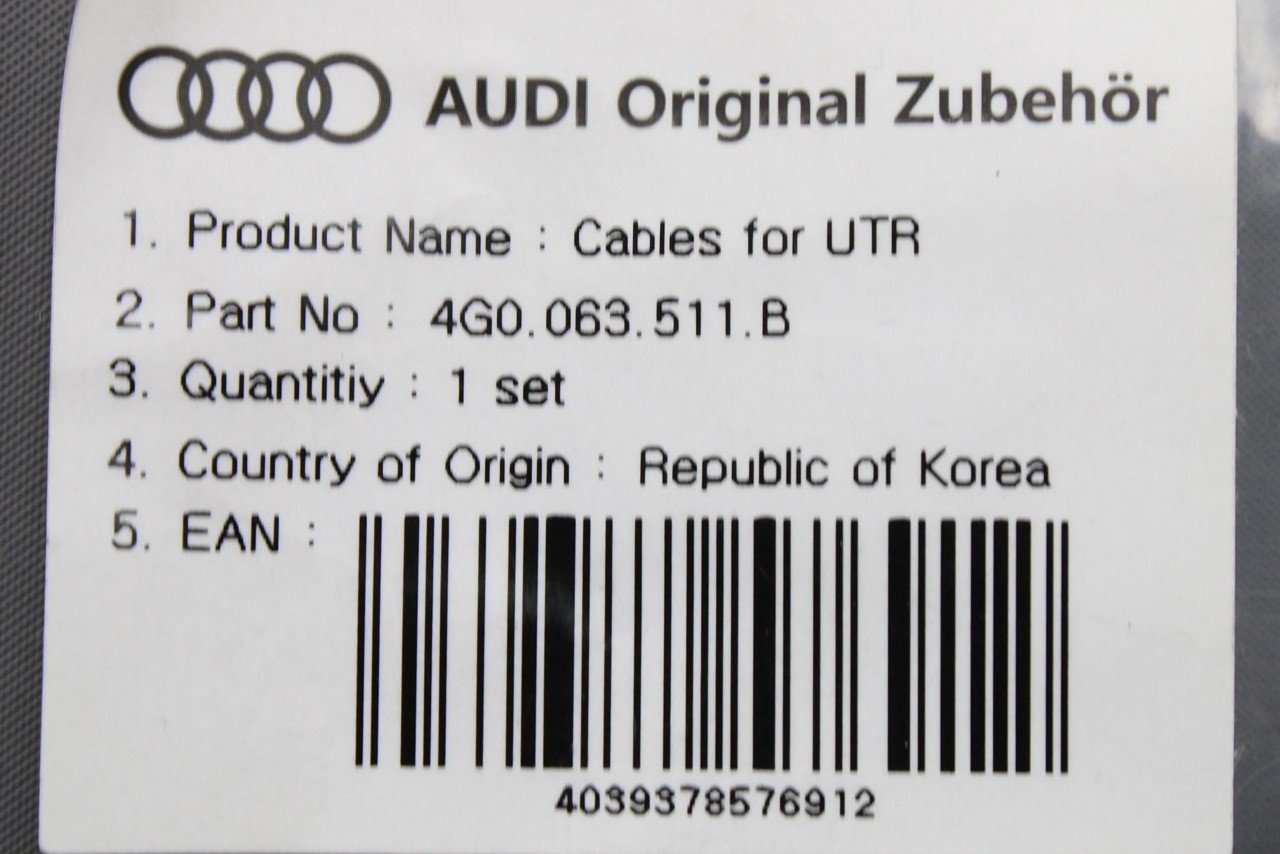 AUDI Original Zubehör
1. Product Name : Cables for UTR
2. Part No : 4G0.063.511.B
3. Quantitiy : 1 set
4. Country of Origin : Republic of Korea
5. EAN :
4039378576912